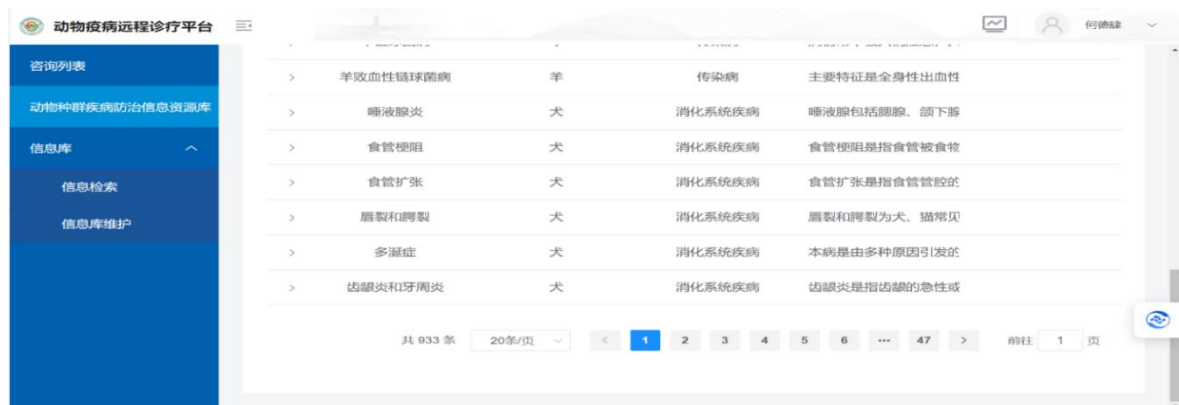 动物疫病远程诊疗平台
何德肆
咨询列表
动物种群疾病防治信息资源库
信息库
信息检索
信息库维护
羊败血性链球菌病 羊 传染病 主要特征是全身性出血性
唾液腺炎 犬 消化系统疾病 唾液腺包括腮腺、颌下腺
食管梗阻 犬 消化系统疾病 食管梗阻是指食管被食物
食管扩张 犬 消化系统疾病 食管扩张是指食管管腔的
唇裂和腭裂 犬 消化系统疾病 唇裂和腭裂为犬、猫常见
多涎症 犬 消化系统疾病 本病是由多种原因引发的
齿龈炎和牙周炎 犬 消化系统疾病 齿龈炎是指齿龈的急性或
共 933 条 20条/页 < 1 2 3 4 5 6 ••• 47 > 前往 1 页